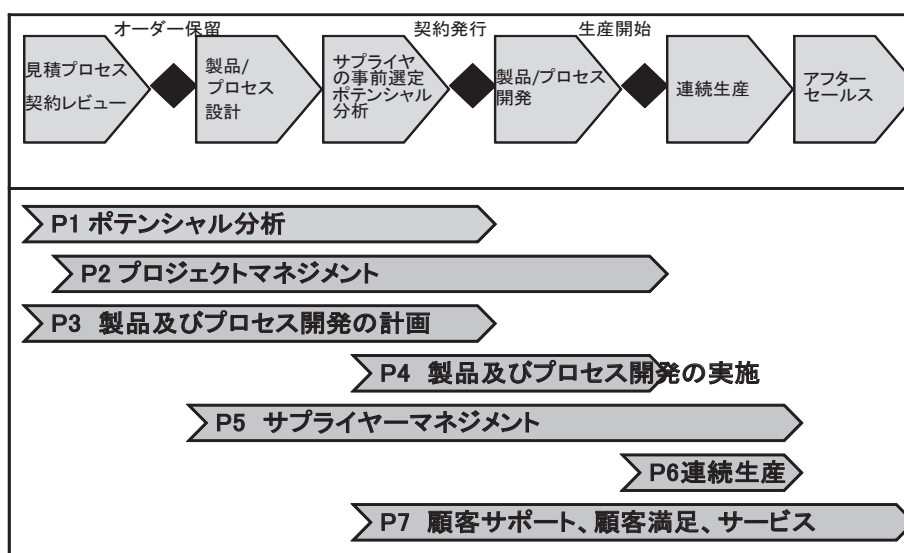 オーダー保留
契約発行
生産開始
見積プロセス
契約レビュー
製品/
プロセス
設計
サプライヤ
の事前選定
ポテンシャル
分析
製品/プロセス
開発
連続生産
アフター
セールス
P1 ポテンシャル分析
P2 プロジェクトマネジメント
P3 製品及びプロセス開発の計画
P4 製品及びプロセス開発の実施
P5 サプライヤーマネジメント
P6連続生産
P7 顧客サポート、顧客満足、サービス